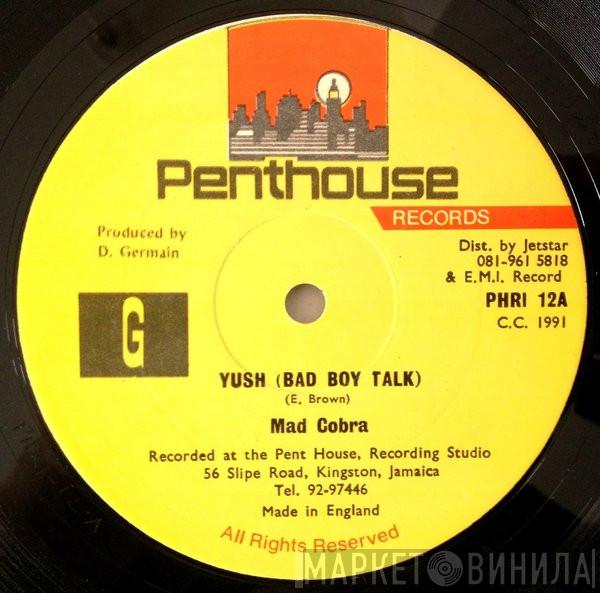 Penthouse
RECORDS
Produced by
D. Germain
Dist. by Jetstar
081-961 5818
& E.M.I. Record
PHRI 12A
C.C. 1991
G
YUSH (BAD BOY TALK)
(E. Brown)
Mad Cobra
Recorded at the Pent House, Recording Studio
56 Slipe Road, Kingston, Jamaica
Tel. 92-97446
Made in England
All Rights Reserved
МАРКЕТ ВИНИЛА